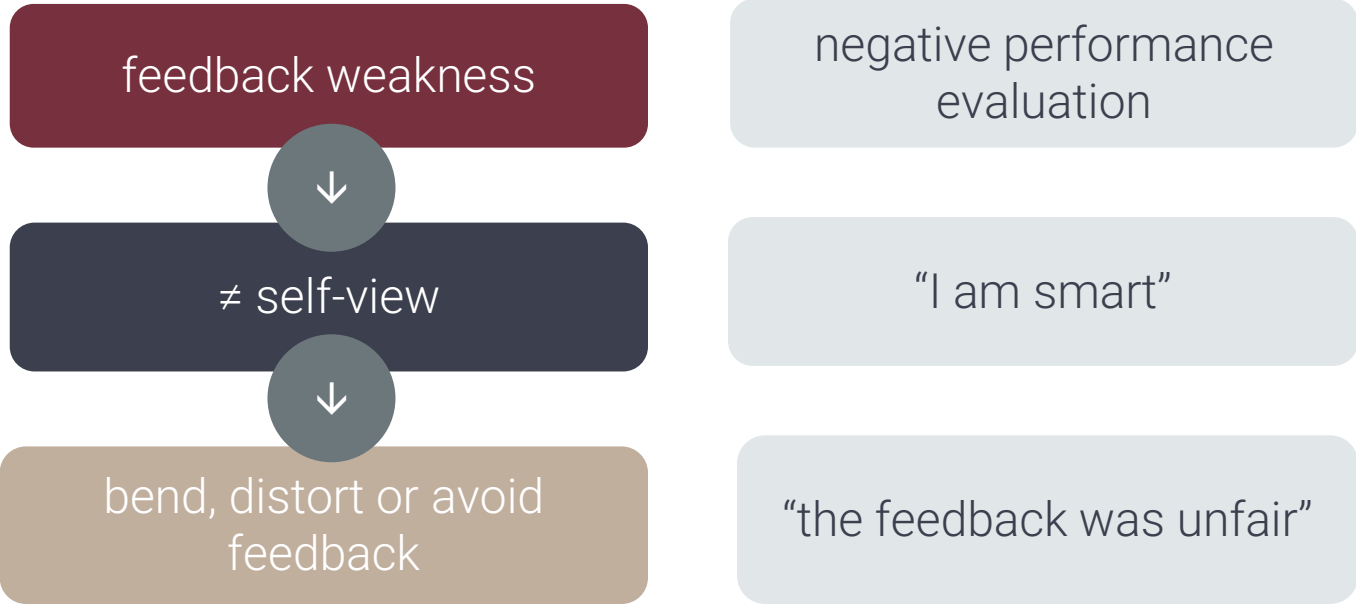 feedback weakness
negative performance
evaluation
↓
≠ self-view
“I am smart”
↓
bend, distort or avoid
feedback
“the feedback was unfair”